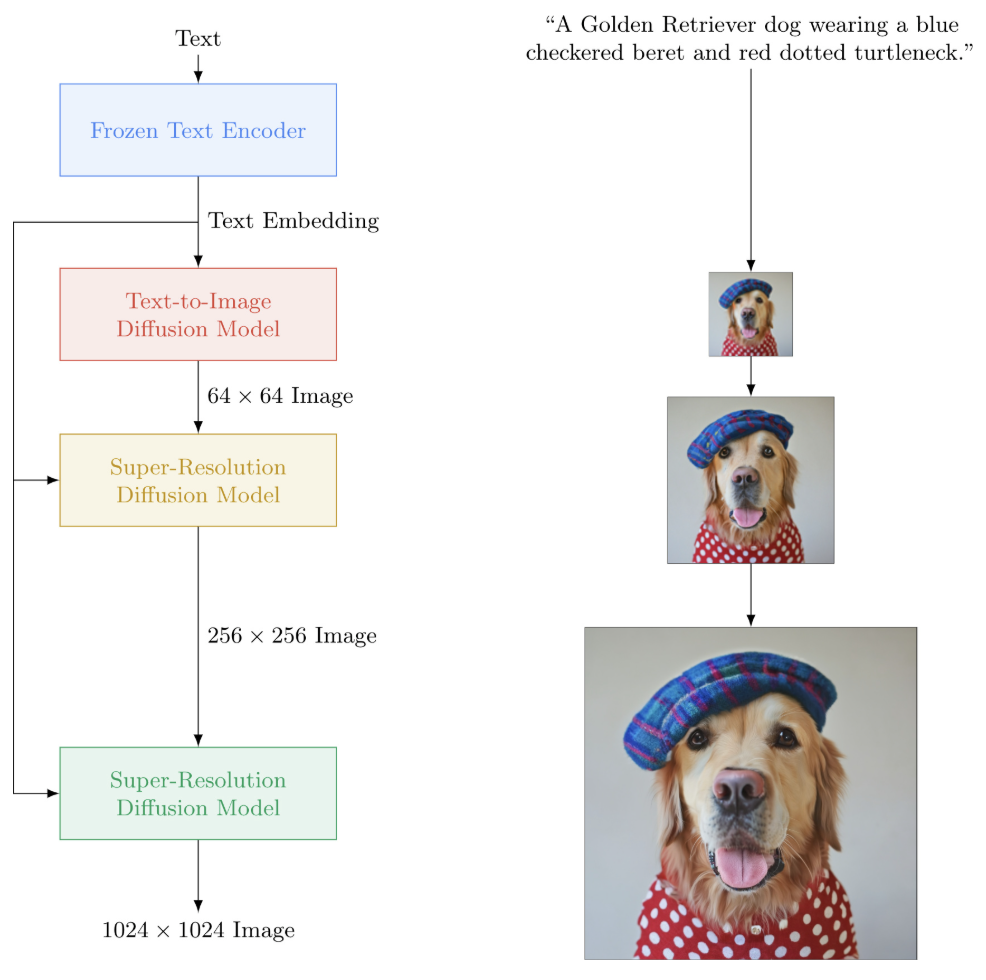 Text
Frozen Text Encoder
Text Embedding
Text-to-Image
Diffusion Model
64 × 64 Image
Super-Resolution
Diffusion Model
256 × 256 Image
Super-Resolution
Diffusion Model
1024 × 1024 Image
“A Golden Retriever dog wearing a blue
checkered beret and red dotted turtleneck.”